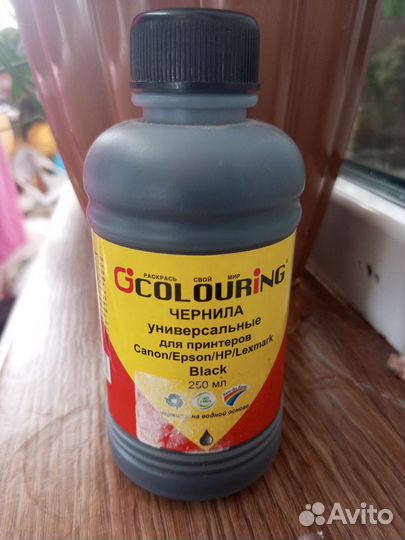 РАСКРАСЬ СВОЙ МИР
COLOURiNG
ЧЕРНИЛА
универсальные
для принтеров
Canon/Epson/HP/Lexmark
Black
250 мл
чернила на водной основе
Avito